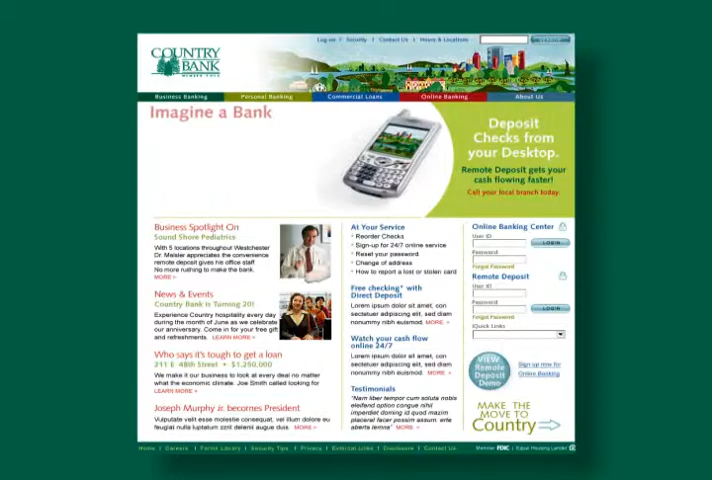 Log on | Security | Contact Us | Hours & Locations
COUNTRY
BANK
Business Banking Personal Banking Commercial Loans Online Banking About Us
Imagine a Bank
Deposit
Checks from
your Desktop.
Remote Deposit gets your
cash flowing faster!
Call your local branch today.
Business Spotlight On
Sound Shore Pediatrics
With 5 locations throughout Westchester
Dr. Meisler appreciates the convenience
remote deposit gives his office staff.
No more rushing to make the bank.
MORE >
News & Events
Country Bank is Turning 20!
Experience Country hospitality every day
during the month of June as we celebrate
our anniversary. Come in for your free gift
and refreshments. LEARN MORE >
Who says it's tough to get a loan
211 E 48th Street • $1,250,000
We make it our business to look at every deal no matter
what the economic climate. Joe Smith called looking for
LEARN MORE >
Joseph Murphy Jr. becomes President
Vulputate velit esse molestie consequat, vel illum dolore eu
feugiat nulla luptatum zzril delenit augue duis MORE >
At Your Service
• Reorder Checks
• Sign-up for 24/7 online service
• Reset your password
• Change of address
• How to report a lost or stolen card
Free checking* with
Direct Deposit
Lorem ipsum dolor sit amet, con
sectetuer adipiscing elit, sed diam
nonummy nibh euismod. MORE >
Watch your cash flow
online 24/7
Lorem ipsum dolor sit amet, con
sectetuer adipiscing elit, sed diam
nonummy nibh euismod. MORE >
Testimonials
"Nam liber tempor cum soluta nobis
eleifend option congue nihil
imperdiet doming id quod mazim
placerat facer possim assum. erte
aberta lemne" MORE >
Online Banking Center
User ID
LOGIN
Password
Forgot Password
Remote Deposit
User ID
Password
LOGIN
Forgot Password
Quick Links
VIEW
Remote
Deposit
Demo
Sign up now for
Online Banking
MAKE THE
MOVE TO
Country
Home | Careers | Forms Library | Security Tips | Privacy | External Links | Disclosure | Contact Us
Member FDIC | Equal Housing Lender